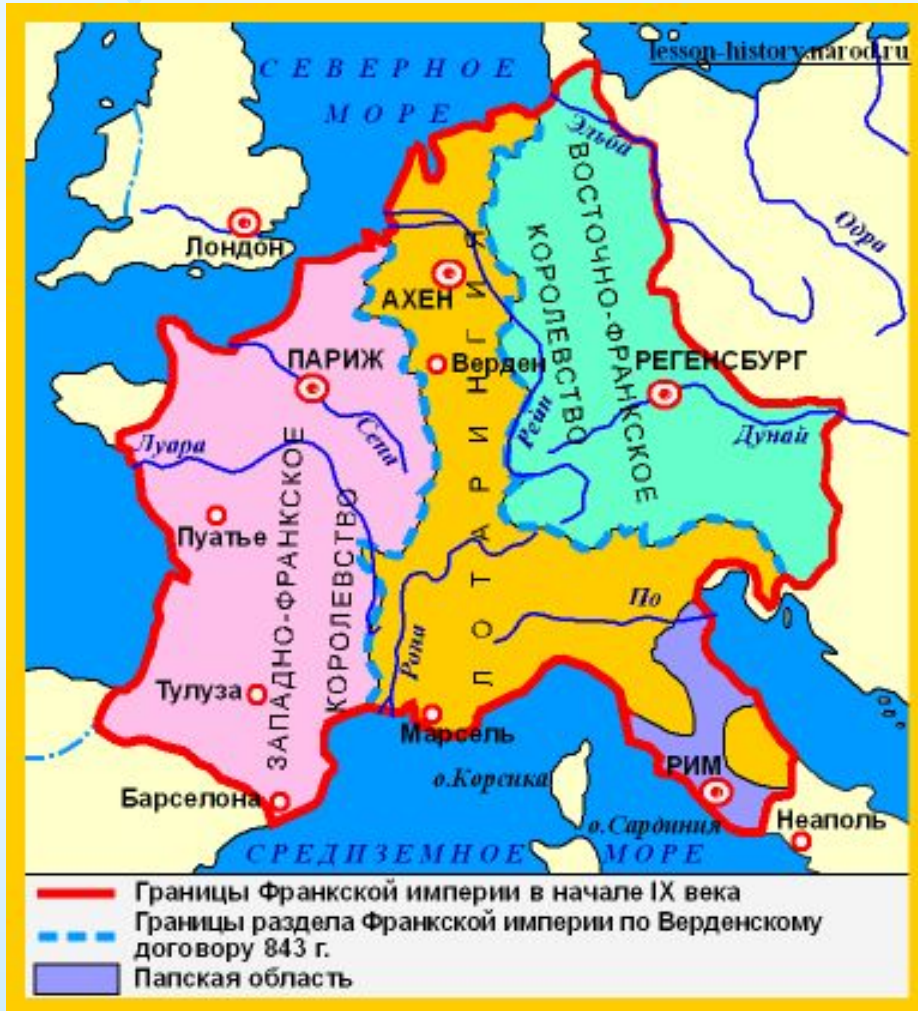 lesson-history.narod.ru
СЕВЕРНОЕ
МОРЕ
Эльба
Одра
Лондон
АХЕН
ВОСТОЧНО-ФРАНКСКОЕ
КОРОЛЕВСТВО
ПАРИЖ
Верден
РЕГЕНСБУРГ
Сена
Рейн
Дунай
Луара
Пуатье
ЛОТАРИНГИЯ
ЗАПАДНО-ФРАНКСКОЕ
КОРОЛЕВСТВО
По
Рона
Тулуза
Марсель
о.Корсика
РИМ
Барселона
о.Сардиния
Неаполь
СРЕДИЗЕМНОЕ МОРЕ
Границы Франкской империи в начале IX века
Границы раздела Франкской империи по Верденскому
договору 843 г.
Папская область